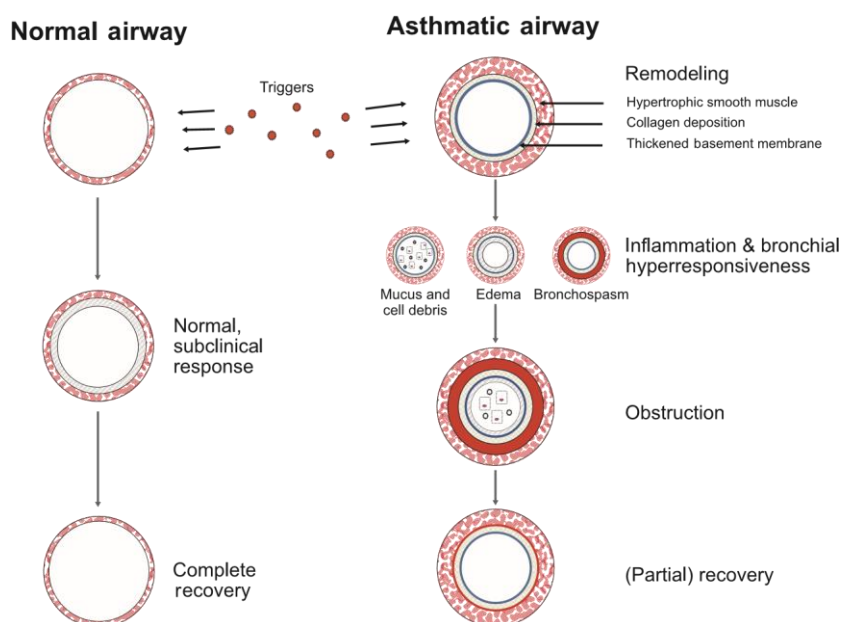 Normal airway
Asthmatic airway
Triggers
Remodeling
Hypertrophic smooth muscle
Collagen deposition
Thickened basement membrane
Mucus and
cell debris
Edema
Bronchospasm
Inflammation & bronchial
hyperresponsiveness
Normal,
subclinical
response
Obstruction
Complete
recovery
(Partial) recovery